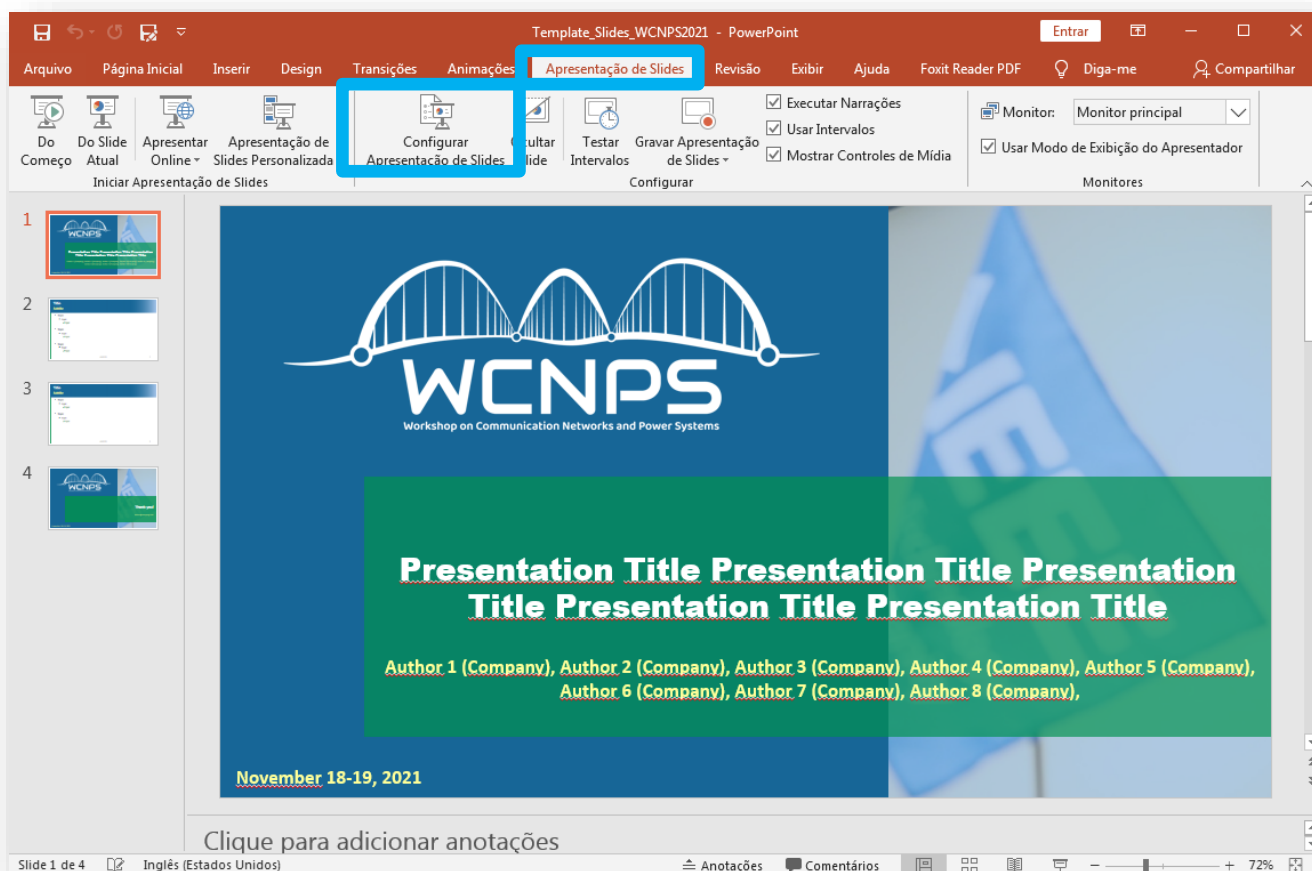 Template_Slides_WCNPS2021 - PowerPoint
Entrar
Arquivo Página Inicial Inserir Design Transições Animações Apresentação de Slides Revisão Exibir Ajuda Foxit Reader PDF Diga-me Compartilhar
Do Começo
Do Slide Atual
Apresentar Online
Apresentação de Slides Personalizada
Iniciar Apresentação de Slides
Configurar
Apresentação de Slides
Testar Intervalos
Gravar Apresentação de Slides
Executar Narrações
Usar Intervalos
Mostrar Controles de Mídia
Configurar
Monitor: Monitor principal
Usar Modo de Exibição do Apresentador
Monitores
1
2
3
4
WCNPS
Workshop on Communication Networks and Power Systems
Presentation Title Presentation Title Presentation
Title Presentation Title Presentation Title
Author 1 (Company), Author 2 (Company), Author 3 (Company), Author 4 (Company), Author 5 (Company),
Author 6 (Company), Author 7 (Company), Author 8 (Company),
November 18-19, 2021
Clique para adicionar anotações
Slide 1 de 4 Inglês (Estados Unidos) Anotações Comentários 72%